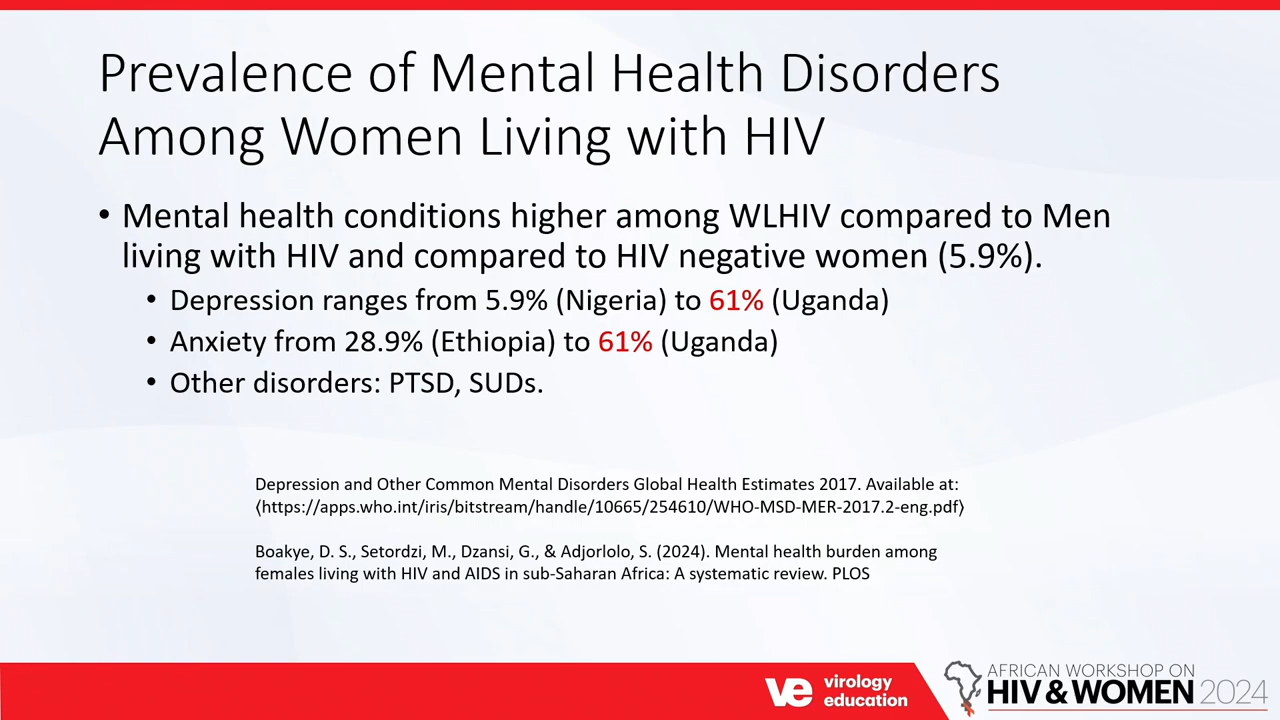 Prevalence of Mental Health Disorders
Among Women Living with HIV
• Mental health conditions higher among WLHIV compared to Men
living with HIV and compared to HIV negative women (5.9%).
• Depression ranges from 5.9% (Nigeria) to 61% (Uganda)
• Anxiety from 28.9% (Ethiopia) to 61% (Uganda)
• Other disorders: PTSD, SUDs.
Depression and Other Common Mental Disorders Global Health Estimates 2017. Available at:
⟨https://apps.who.int/iris/bitstream/handle/10665/254610/WHO-MSD-MER-2017.2-eng.pdf⟩
Boakye, D. S., Setordzi, M., Dzansi, G., & Adjorlolo, S. (2024). Mental health burden among
females living with HIV and AIDS in sub-Saharan Africa: A systematic review. PLOS
ve virology
education
AFRICAN WORKSHOP ON
HIV & WOMEN 2024